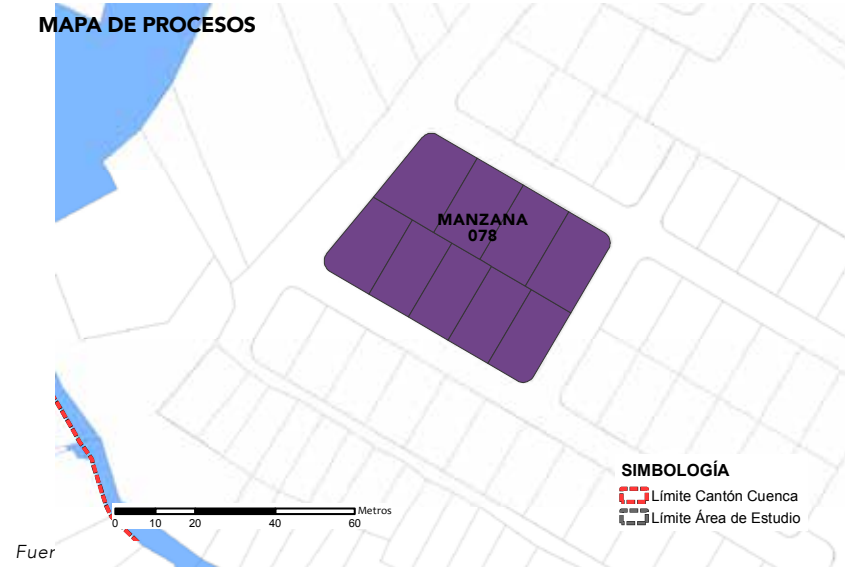 MAPA DE PROCESOS
MANZANA
078
SIMBOLOGÍA
Límite Cantón Cuenca
Límite Área de Estudio
Metros
0 10 20 40 60
Fuer